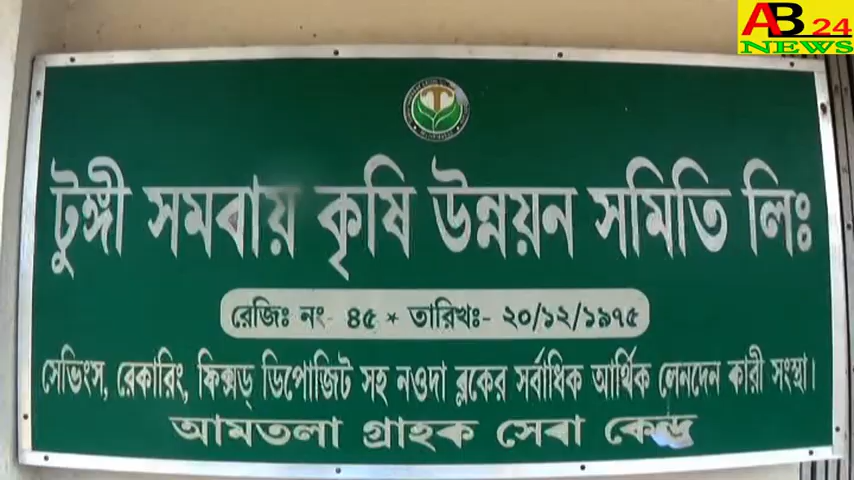 AB 24
NEWS
টুঙ্গী সমবায় কৃষি উন্নয়ন সমিতি লিঃ
রেজিঃ নং- ৪৫ * তারিখঃ- ২০/১২/১৯৭৫
সেভিংস, রেকারিং, ফিক্সড্ ডিপোজিট সহ নওদা ব্লকের সর্বাধিক আর্থিক লেনদেন কারী সংস্থা।
আমতলা গ্রাহক সেবা কেন্দ্র